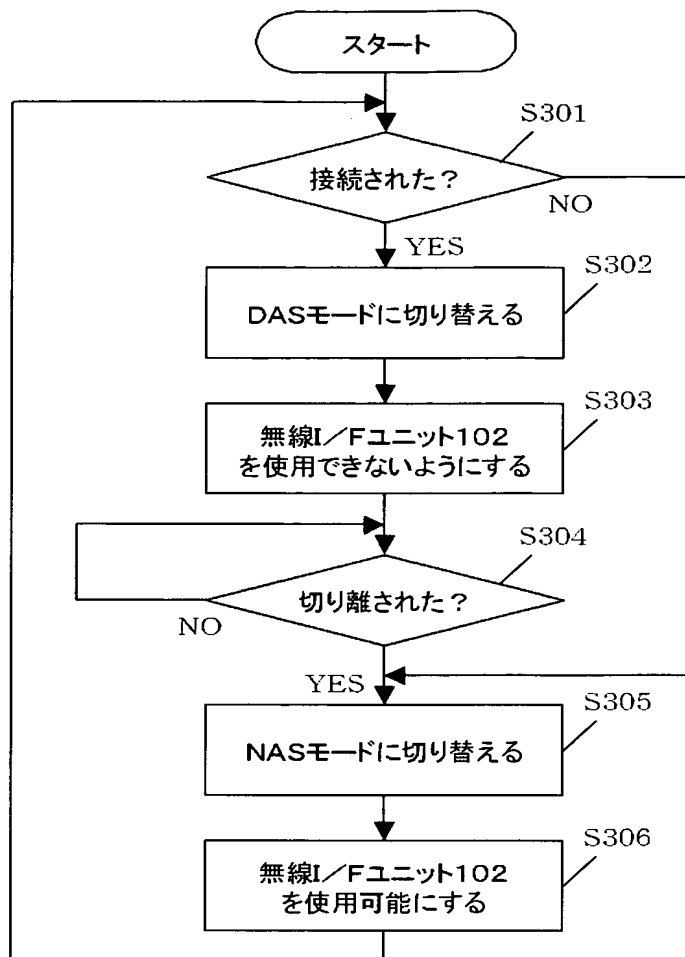 スタート
S301
接続された?
NO
YES
S302
DASモードに切り替える
S303
無線I/Fユニット102
を使用できないようにする
S304
切り離された?
NO
YES
S305
NASモードに切り替える
S306
無線I/Fユニット102
を使用可能にする